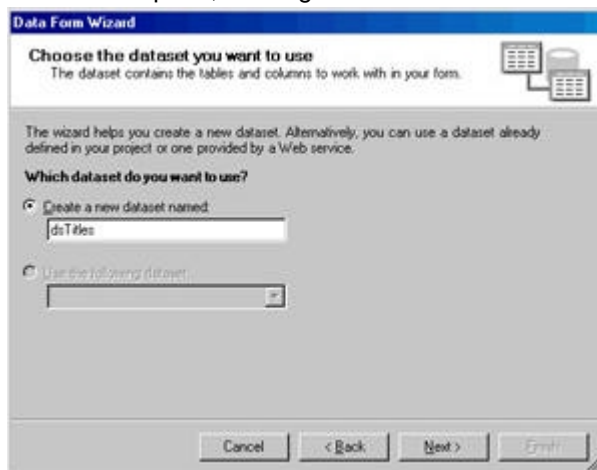 Data Form Wizard
Choose the dataset you want to use
The dataset contains the tables and columns to work with in your form.
The wizard helps you create a new dataset. Alternatively, you can use a dataset already
defined in your project or one provided by a Web service.
Which dataset do you want to use?
Create a new dataset named:
dsTitles
Use the following dataset:
Cancel
< Back
Next >
Finish